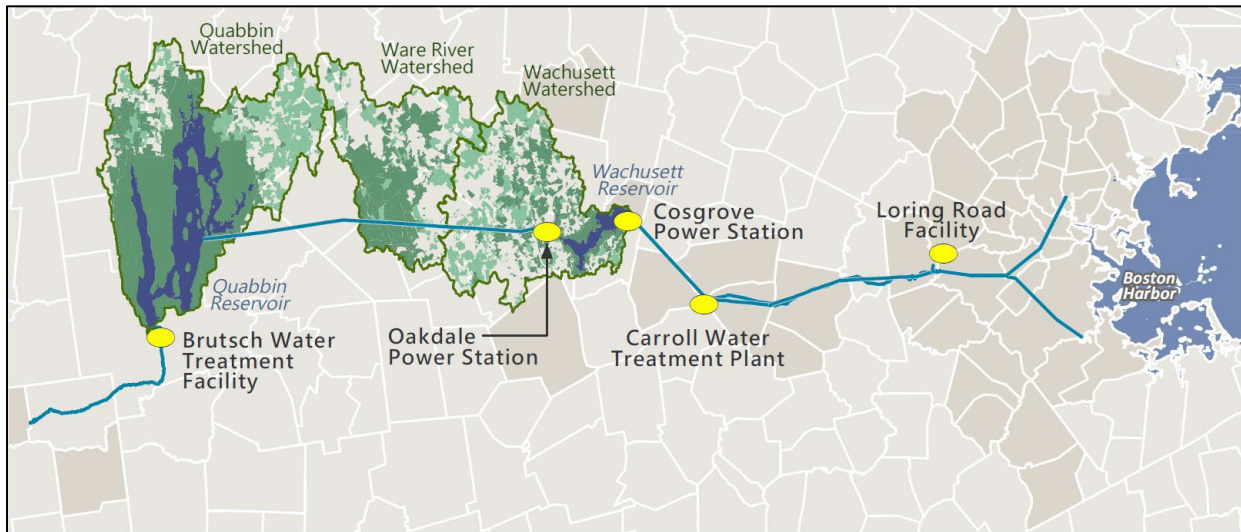 Quabbin
Watershed
Ware River
Watershed
Wachusett
Watershed
Wachusett
Reservoir
Cosgrove
Power Station
Loring Road
Facility
Quabbin
Reservoir
Boston
Harbor
Brutsch Water
Treatment
Facility
Oakdale
Power Station
Carroll Water
Treatment Plant